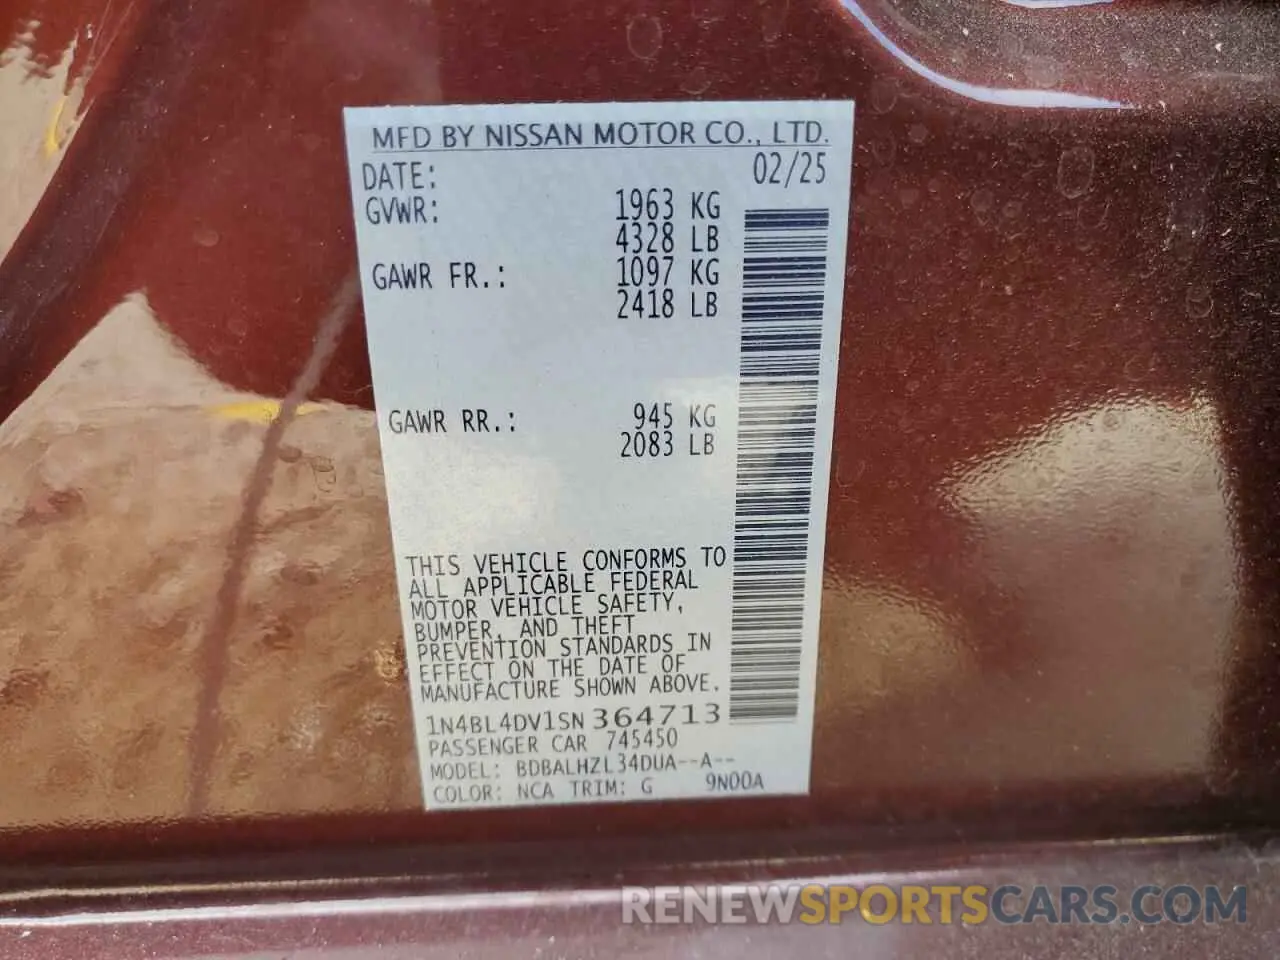 MFD BY NISSAN MOTOR CO., LTD.
DATE: 02/25
GVWR: 1963 KG
4328 LB
GAWR FR.: 1097 KG
2418 LB
GAWR RR.: 945 KG
2083 LB
THIS VEHICLE CONFORMS TO
ALL APPLICABLE FEDERAL
MOTOR VEHICLE SAFETY,
BUMPER, AND THEFT
PREVENTION STANDARDS IN
EFFECT ON THE DATE OF
MANUFACTURE SHOWN ABOVE.
1N4BL4DV1SN364713
PASSENGER CAR 745450
MODEL: BDBALHZL34DUA--A--
COLOR: NCA TRIM: G 9N00A
RENEWSPORTSCARS.COM